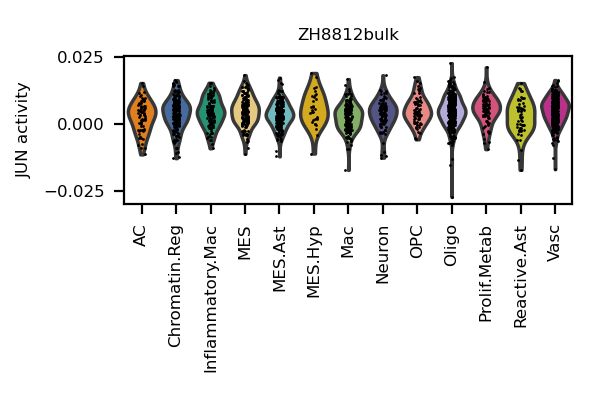 ZH8812bulk
JUN activity
0.025
0.000
−0.025
AC
Chromatin.Reg
Inflammatory.Mac
MES
MES.Ast
MES.Hyp
Mac
Neuron
OPC
Oligo
Prolif.Metab
Reactive.Ast
Vasc